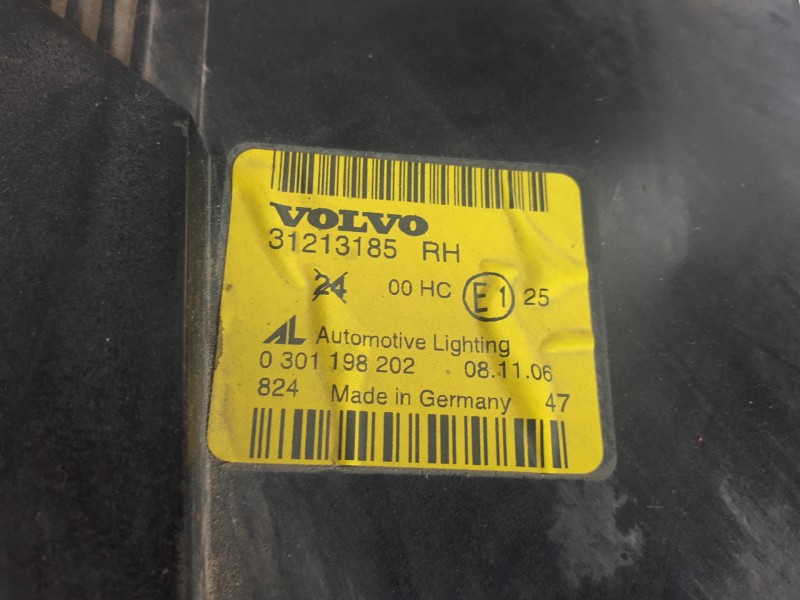 VOLVO
31213185 RH
24 00 HC E1 25
AL Automotive Lighting
0 301 198 202 08.11.06
824 Made in Germany 47